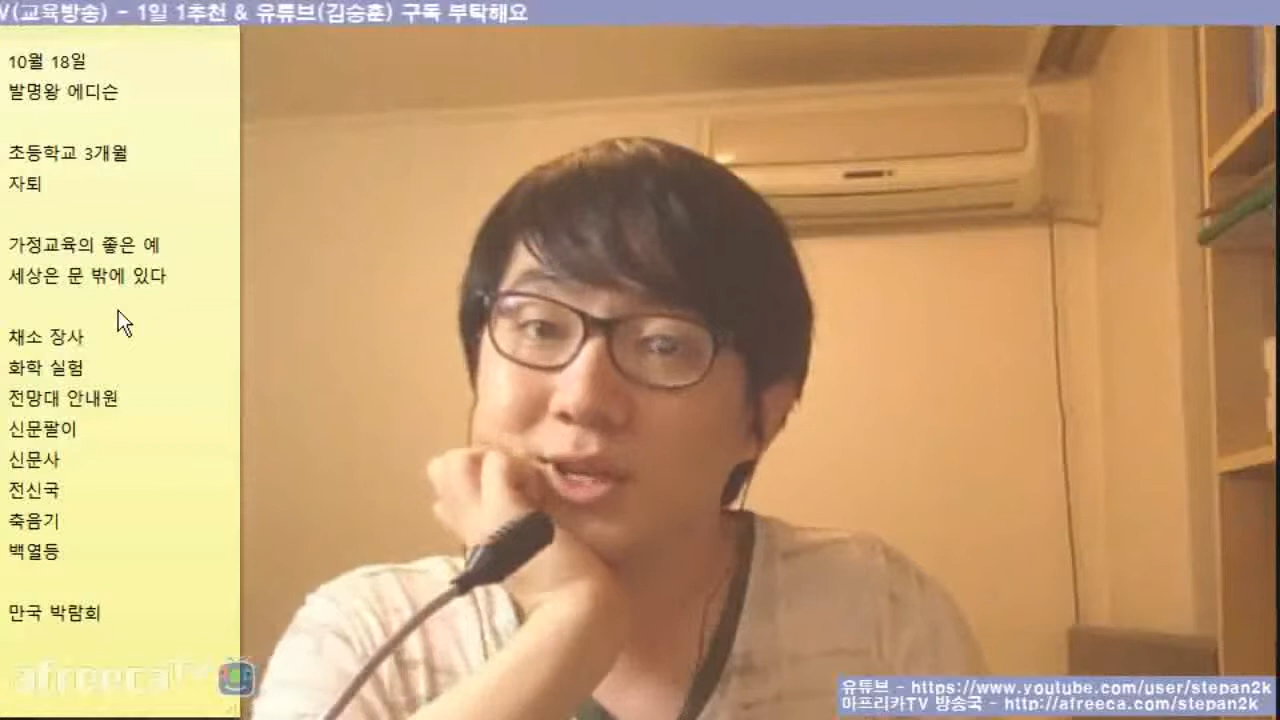 V(교육방송) - 1일 1추천 & 유튜브(김승훈) 구독 부탁해요
10월 18일
발명왕 에디슨
초등학교 3개월
자퇴
가정교육의 좋은 예
세상은 문 밖에 있다
채소 장사
화학 실험
전망대 안내원
신문팔이
신문사
전신국
축음기
백열등
만국 박람회
afreecaTV
유튜브 - https://www.youtube.com/user/stepan2k
아프리카TV 방송국 - http://afreeca.com/stepan2k